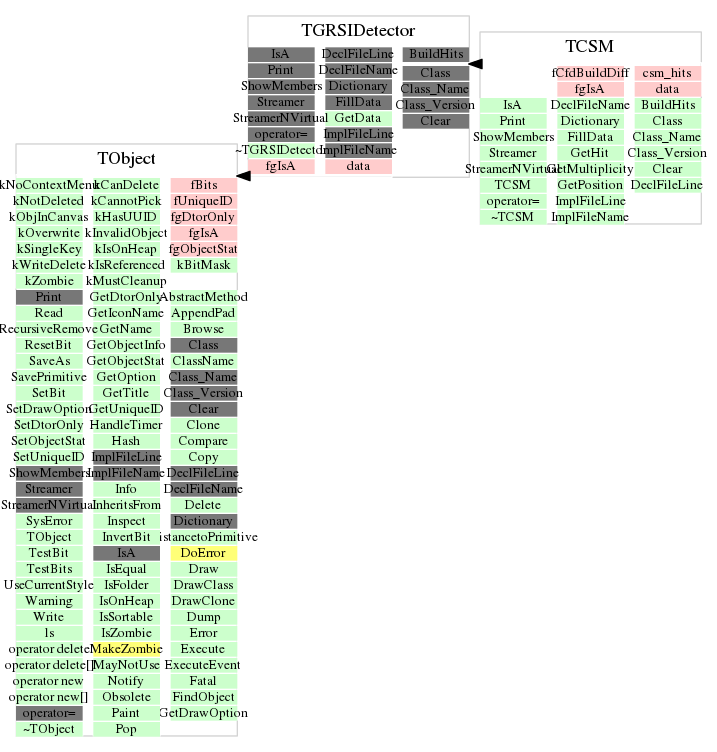 TGRSIDetector
IsA DeclFileLine BuildHits
Print DeclFileName Class
ShowMembers Dictionary Class_Name
Streamer FillData Class_Version
StreamerNVirtual GetData Clear
operator= ImplFileLine
~TGRSIDetector ImplFileName
fgIsA data
TCSM
fCfdBuildDiff csm_hits
fgIsA data
IsA DeclFileName BuildHits
Print Dictionary Class
ShowMembers FillData Class_Name
Streamer GetHit Class_Version
StreamerNVirtual GetMultiplicity Clear
TCSM GetPosition DeclFileLine
operator= ImplFileLine
~TCSM ImplFileName
TObject
kNoContextMenu kCanDelete fBits
kNotDeleted kCannotPick fUniqueID
kObjInCanvas kHasUUID fgDtorOnly
kOverwrite kInvalidObject fgIsA
kSingleKey kIsOnHeap fgObjectStat
kWriteDelete kIsReferenced kBitMask
kZombie kMustCleanup
Print GetDtorOnly AbstractMethod
Read GetIconName AppendPad
RecursiveRemove GetName Browse
ResetBit GetObjectInfo Class
SaveAs GetObjectStat ClassName
SavePrimitive GetOption Class_Name
SetBit GetTitle Class_Version
SetDrawOption GetUniqueID Clear
SetDtorOnly HandleTimer Clone
SetObjectStat Hash Compare
SetUniqueID ImplFileLine Copy
ShowMembers ImplFileName DeclFileLine
Streamer Info DeclFileName
StreamerNVirtual InheritsFrom Delete
SysError Inspect Dictionary
TObject InvertBit istancetoPrimitive
TestBit IsA DoError
TestBits IsEqual Draw
UseCurrentStyle IsFolder DrawClass
Warning IsOnHeap DrawClone
Write IsSortable Dump
ls IsZombie Error
operator delete MakeZombie Execute
operator delete[] MayNotUse ExecuteEvent
operator new Notify Fatal
operator new[] Obsolete FindObject
operator= Paint GetDrawOption
~TObject Pop